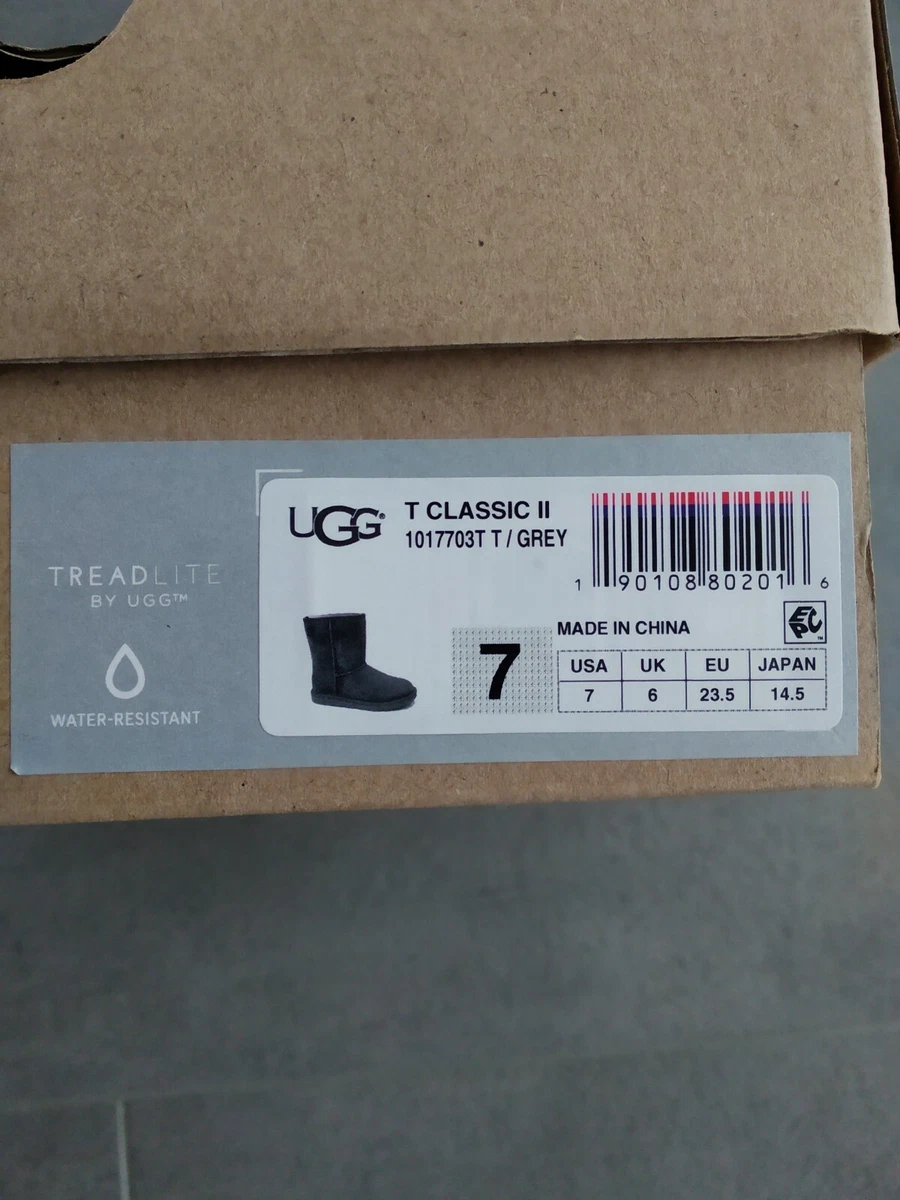 TREADLITE
BY UGG™
WATER-RESISTANT
UGG®
T CLASSIC II
1017703T T / GREY
1 90108 80201 6
MADE IN CHINA
EPC™
7
USA UK EU JAPAN
7 6 23.5 14.5